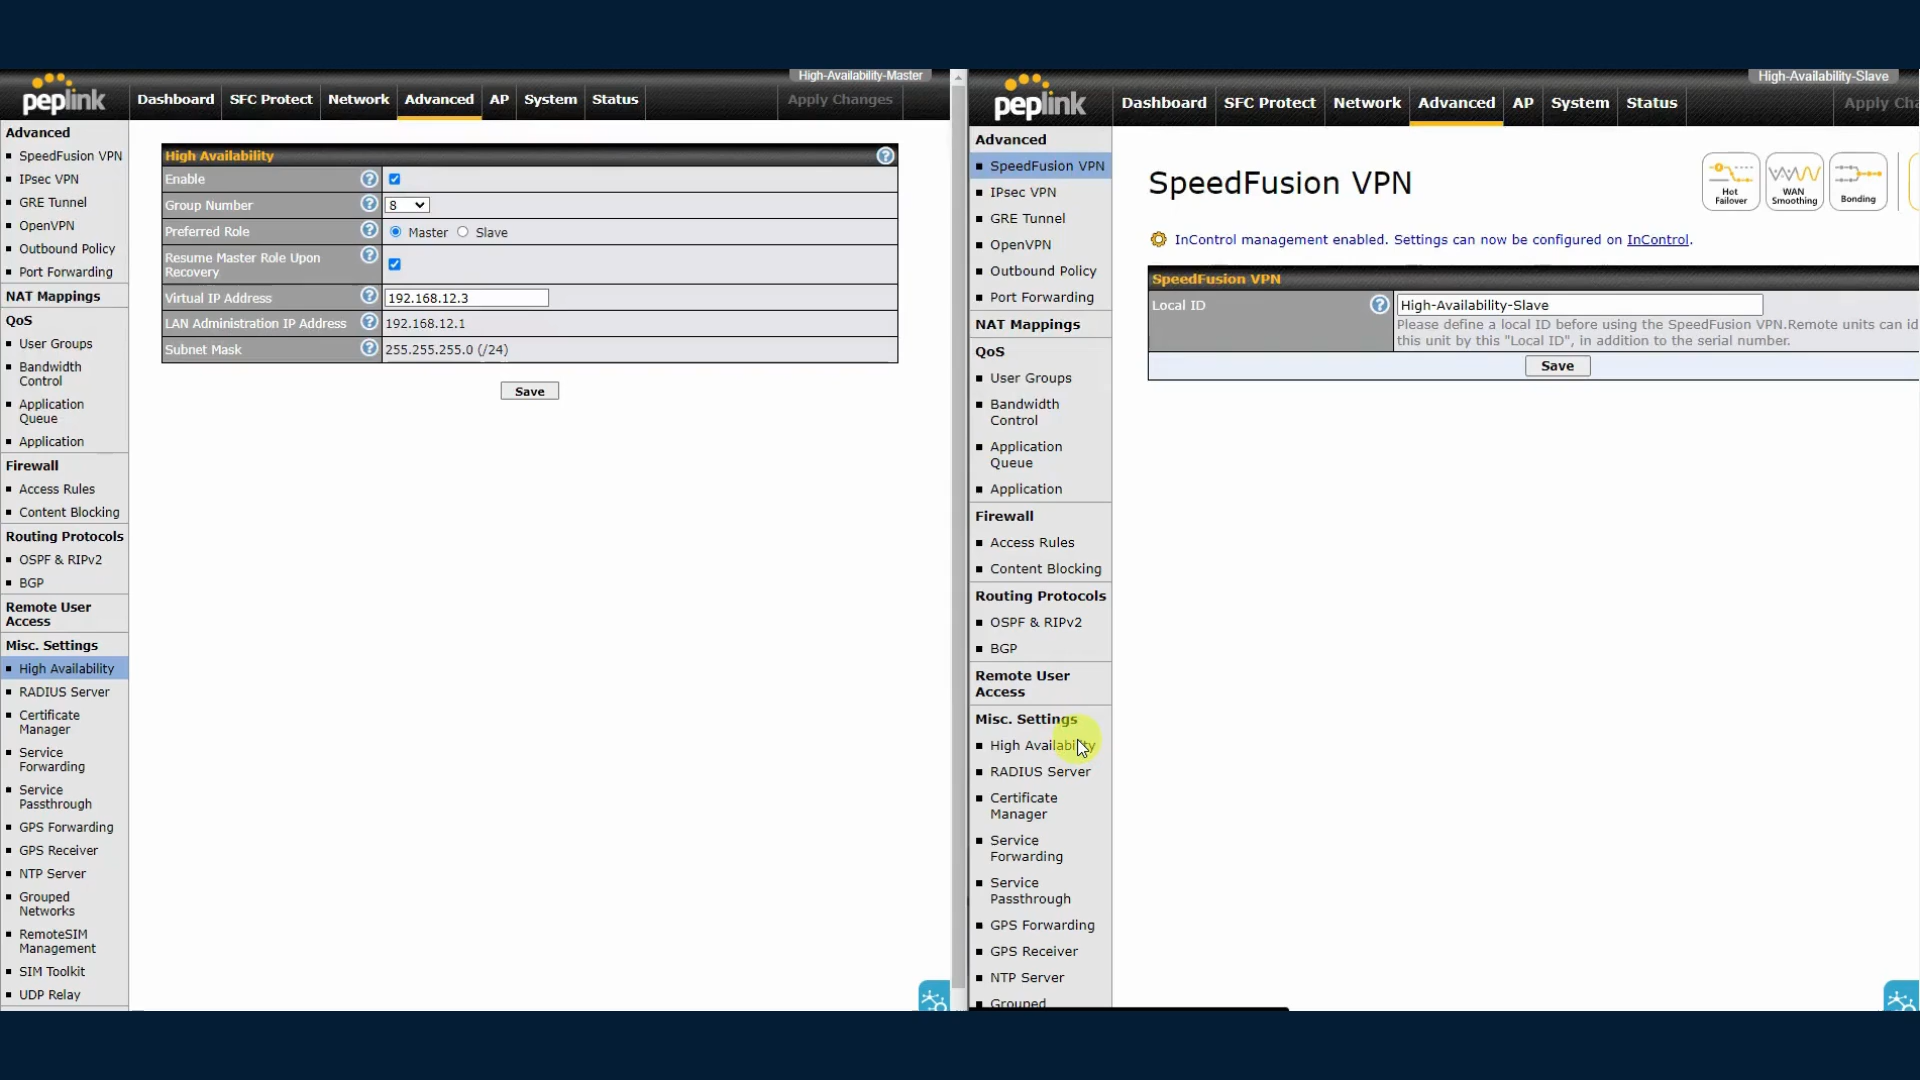 High-Availability-Master
peplink
Dashboard SFC Protect Network Advanced AP System Status Apply Changes
Advanced
SpeedFusion VPN
IPsec VPN
GRE Tunnel
OpenVPN
Outbound Policy
Port Forwarding
NAT Mappings
QoS
User Groups
Bandwidth
Control
Application
Queue
Application
Firewall
Access Rules
Content Blocking
Routing Protocols
OSPF & RIPv2
BGP
Remote User
Access
Misc. Settings
High Availability
RADIUS Server
Certificate
Manager
Service
Forwarding
Service
Passthrough
GPS Forwarding
GPS Receiver
NTP Server
Grouped
Networks
RemoteSIM
Management
SIM Toolkit
UDP Relay
High Availability
Enable
Group Number 8
Preferred Role Master Slave
Resume Master Role Upon
Recovery
Virtual IP Address 192.168.12.3
LAN Administration IP Address 192.168.12.1
Subnet Mask 255.255.255.0 (/24)
Save
High-Availability-Slave
peplink
Dashboard SFC Protect Network Advanced AP System Status Apply Cha
Advanced
SpeedFusion VPN
IPsec VPN
GRE Tunnel
OpenVPN
Outbound Policy
Port Forwarding
NAT Mappings
QoS
User Groups
Bandwidth
Control
Application
Queue
Application
Firewall
Access Rules
Content Blocking
Routing Protocols
OSPF & RIPv2
BGP
Remote User
Access
Misc. Settings
High Availability
RADIUS Server
Certificate
Manager
Service
Forwarding
Service
Passthrough
GPS Forwarding
GPS Receiver
NTP Server
Grouped
SpeedFusion VPN
Hot
Failover
WAN
Smoothing
Bonding
InControl management enabled. Settings can now be configured on InControl.
SpeedFusion VPN
Local ID High-Availability-Slave
Please define a local ID before using the SpeedFusion VPN.Remote units can id
this unit by this "Local ID", in addition to the serial number.
Save